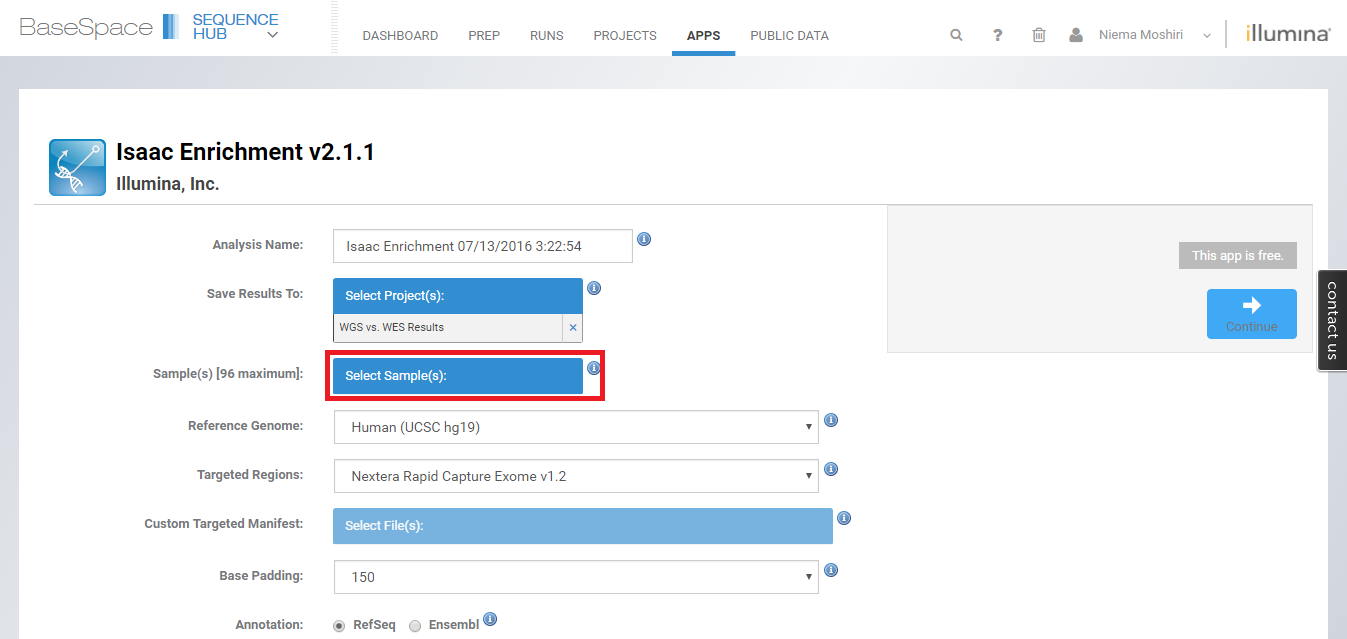 BaseSpace SEQUENCE HUB
DASHBOARD PREP RUNS PROJECTS APPS PUBLIC DATA
? Niema Moshiri illumina®
Isaac Enrichment v2.1.1
Illumina, Inc.
Analysis Name: Isaac Enrichment 07/13/2016 3:22:54
This app is free.
Save Results To: Select Project(s):
WGS vs. WES Results ×
Continue
contact us
Sample(s) [96 maximum]: Select Sample(s):
Reference Genome: Human (UCSC hg19)
Targeted Regions: Nextera Rapid Capture Exome v1.2
Custom Targeted Manifest: Select File(s):
Base Padding: 150
Annotation: RefSeq Ensembl